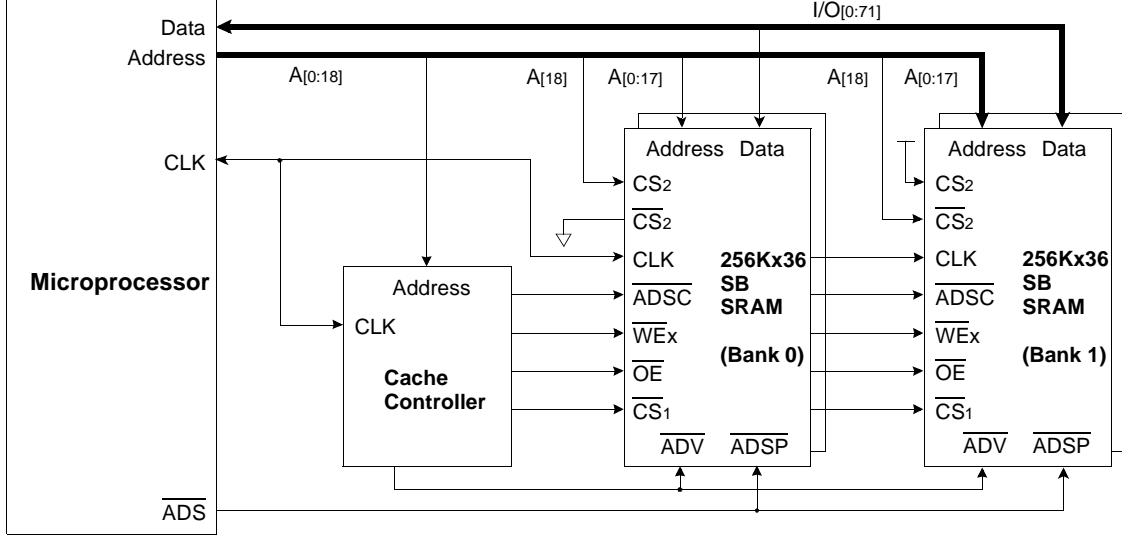 I/O[0:71]
Data
Address
A[0:18]
A[18]
A[0:17]
A[18]
A[0:17]
CLK
Microprocessor
ADS
Address
CLK
Cache
Controller
Address Data
CS2
CS2
CLK
ADSC
WEx
OE
CS1
ADV
ADSP
256Kx36
SB
SRAM
(Bank 0)
Address Data
CS2
CS2
CLK
ADSC
WEx
OE
CS1
ADV
ADSP
256Kx36
SB
SRAM
(Bank 1)